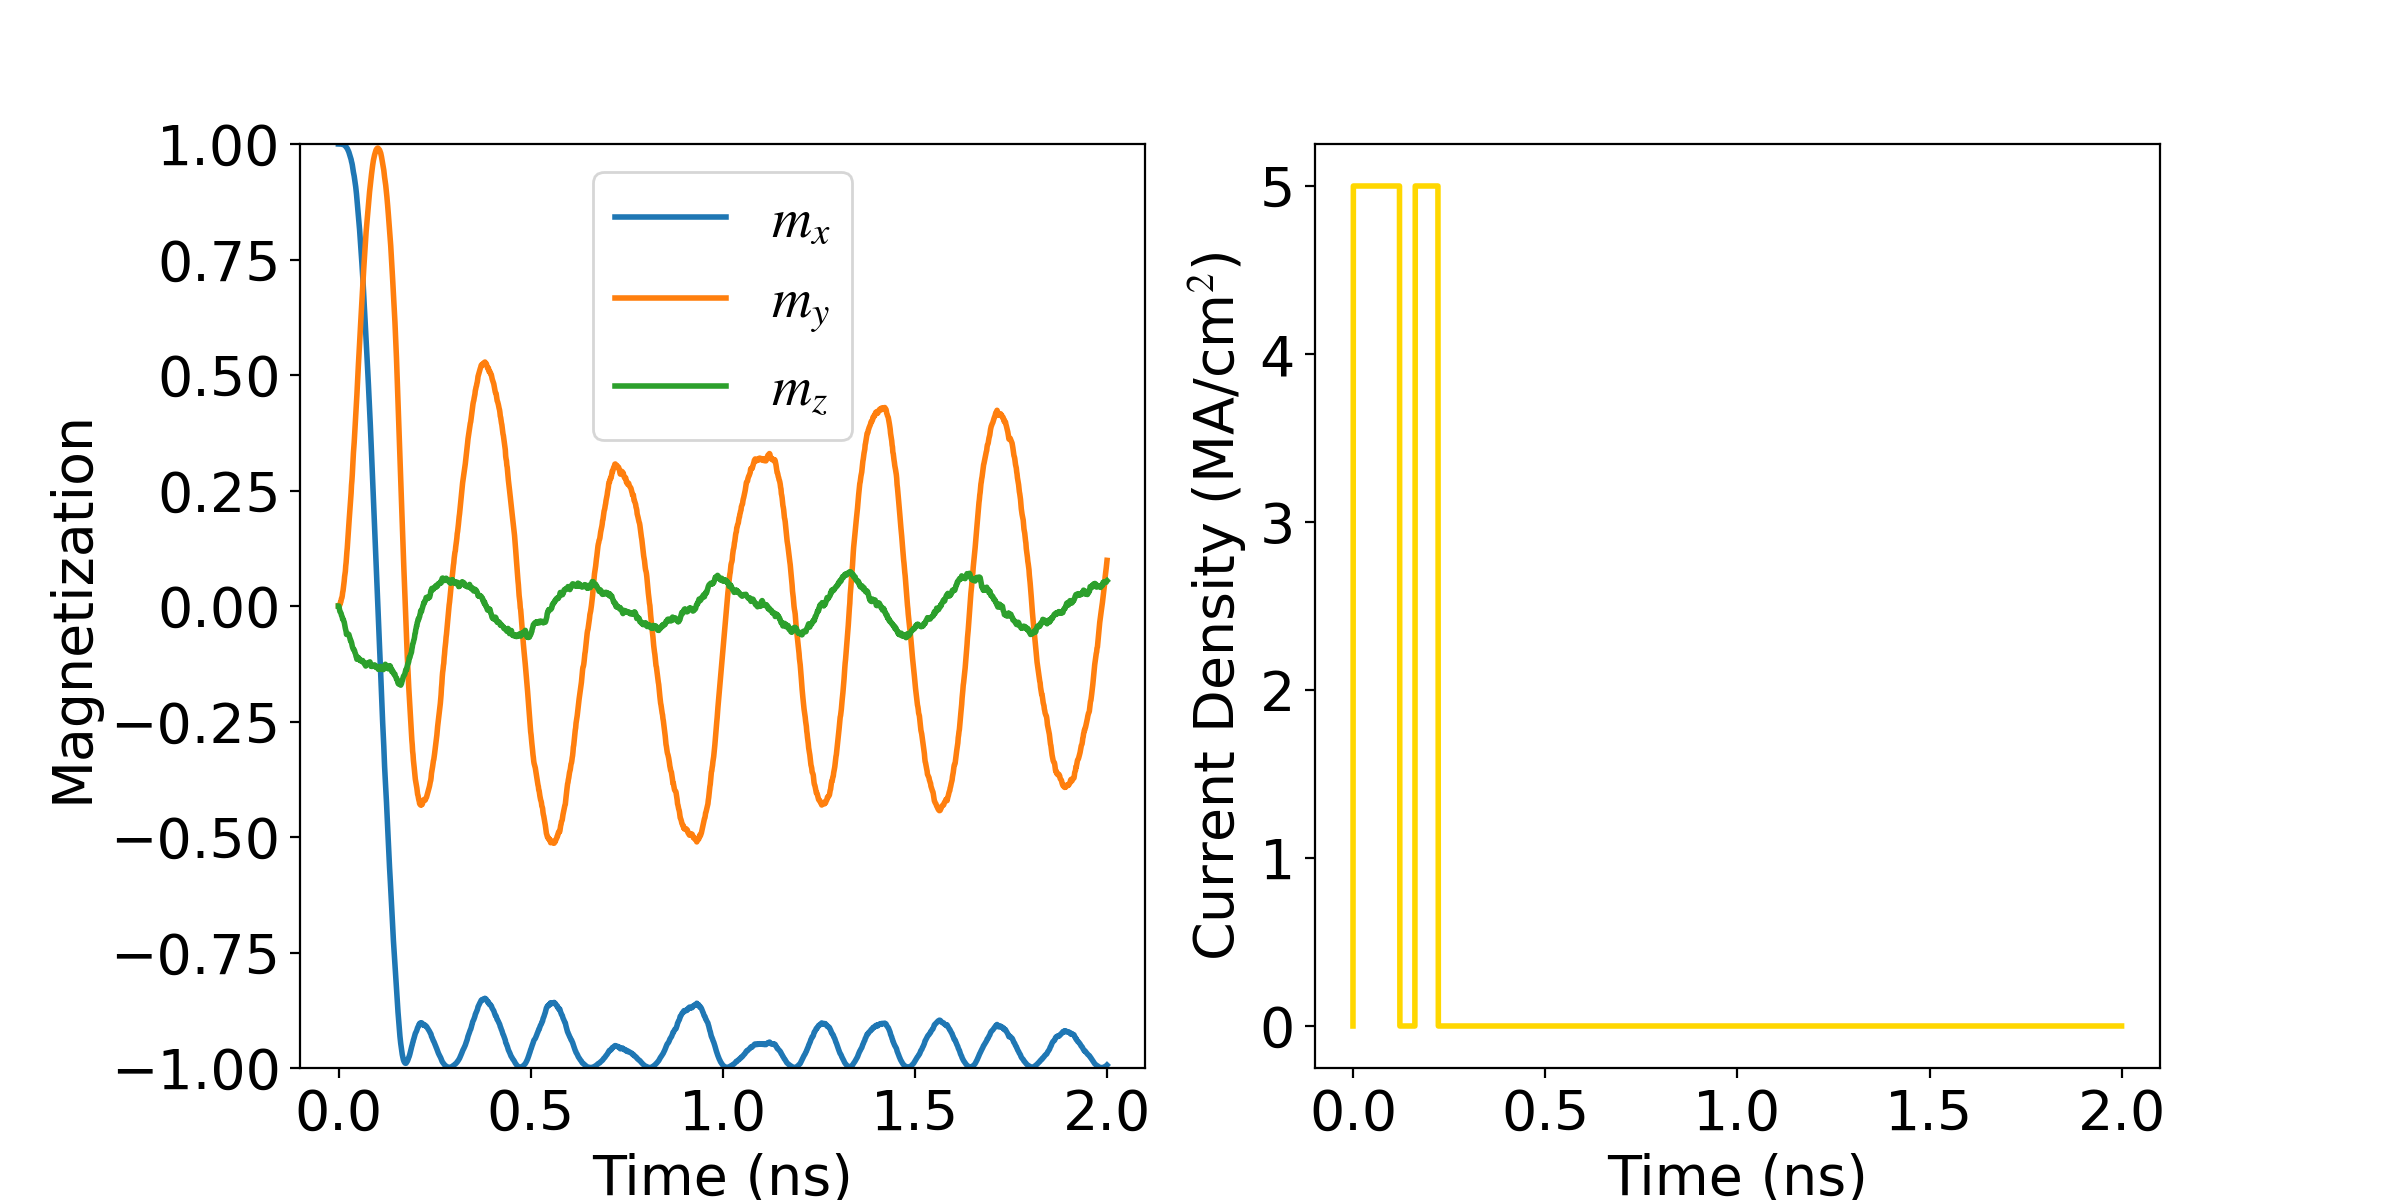 Magnetization
1.00
0.75
0.50
0.25
0.00
−0.25
−0.50
−0.75
−1.00
0.0 0.5 1.0 1.5 2.0
Time (ns)
m_x
m_y
m_z
Current Density (MA/cm²)
5
4
3
2
1
0
0.0 0.5 1.0 1.5 2.0
Time (ns)